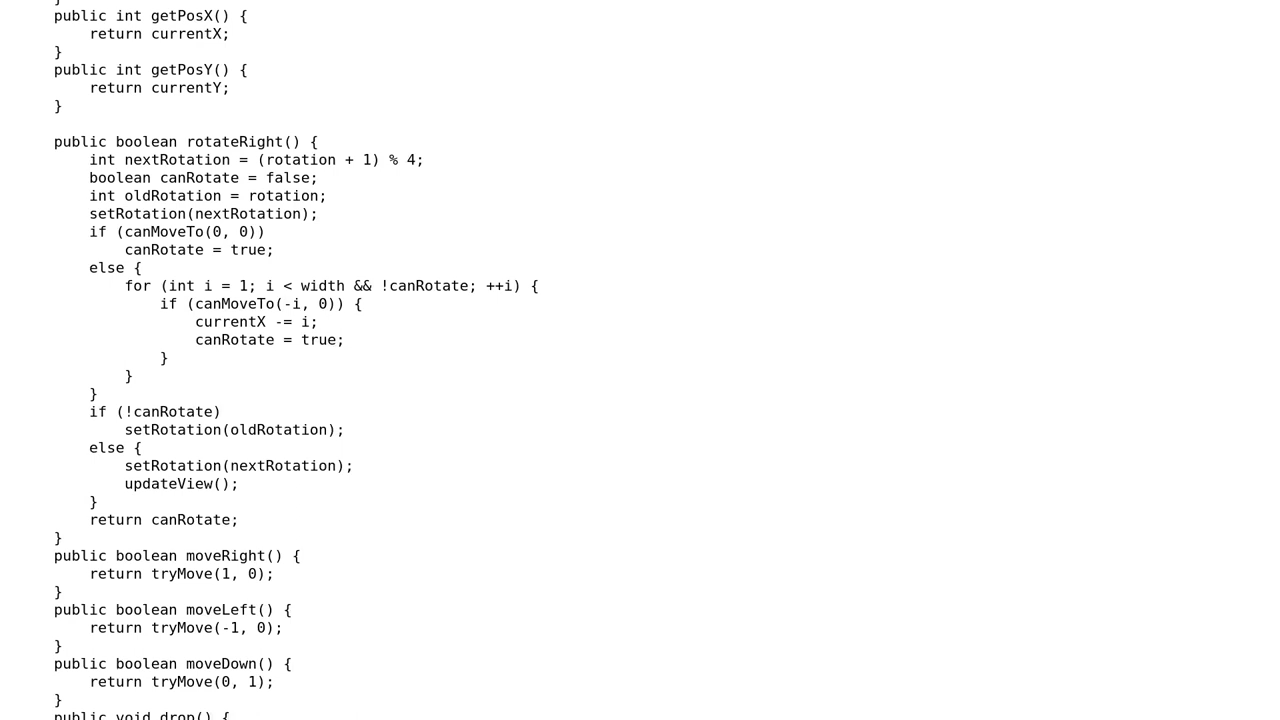 }
    public int getPosX() {
        return currentX;
    }
    public int getPosY() {
        return currentY;
    }

    public boolean rotateRight() {
        int nextRotation = (rotation + 1) % 4;
        boolean canRotate = false;
        int oldRotation = rotation;
        setRotation(nextRotation);
        if (canMoveTo(0, 0))
            canRotate = true;
        else {
            for (int i = 1; i < width && !canRotate; ++i) {
                if (canMoveTo(-i, 0)) {
                    currentX -= i;
                    canRotate = true;
                }
            }
        }
        if (!canRotate)
            setRotation(oldRotation);
        else {
            setRotation(nextRotation);
            updateView();
        }
        return canRotate;
    }
    public boolean moveRight() {
        return tryMove(1, 0);
    }
    public boolean moveLeft() {
        return tryMove(-1, 0);
    }
    public boolean moveDown() {
        return tryMove(0, 1);
    }
    public void drop() {